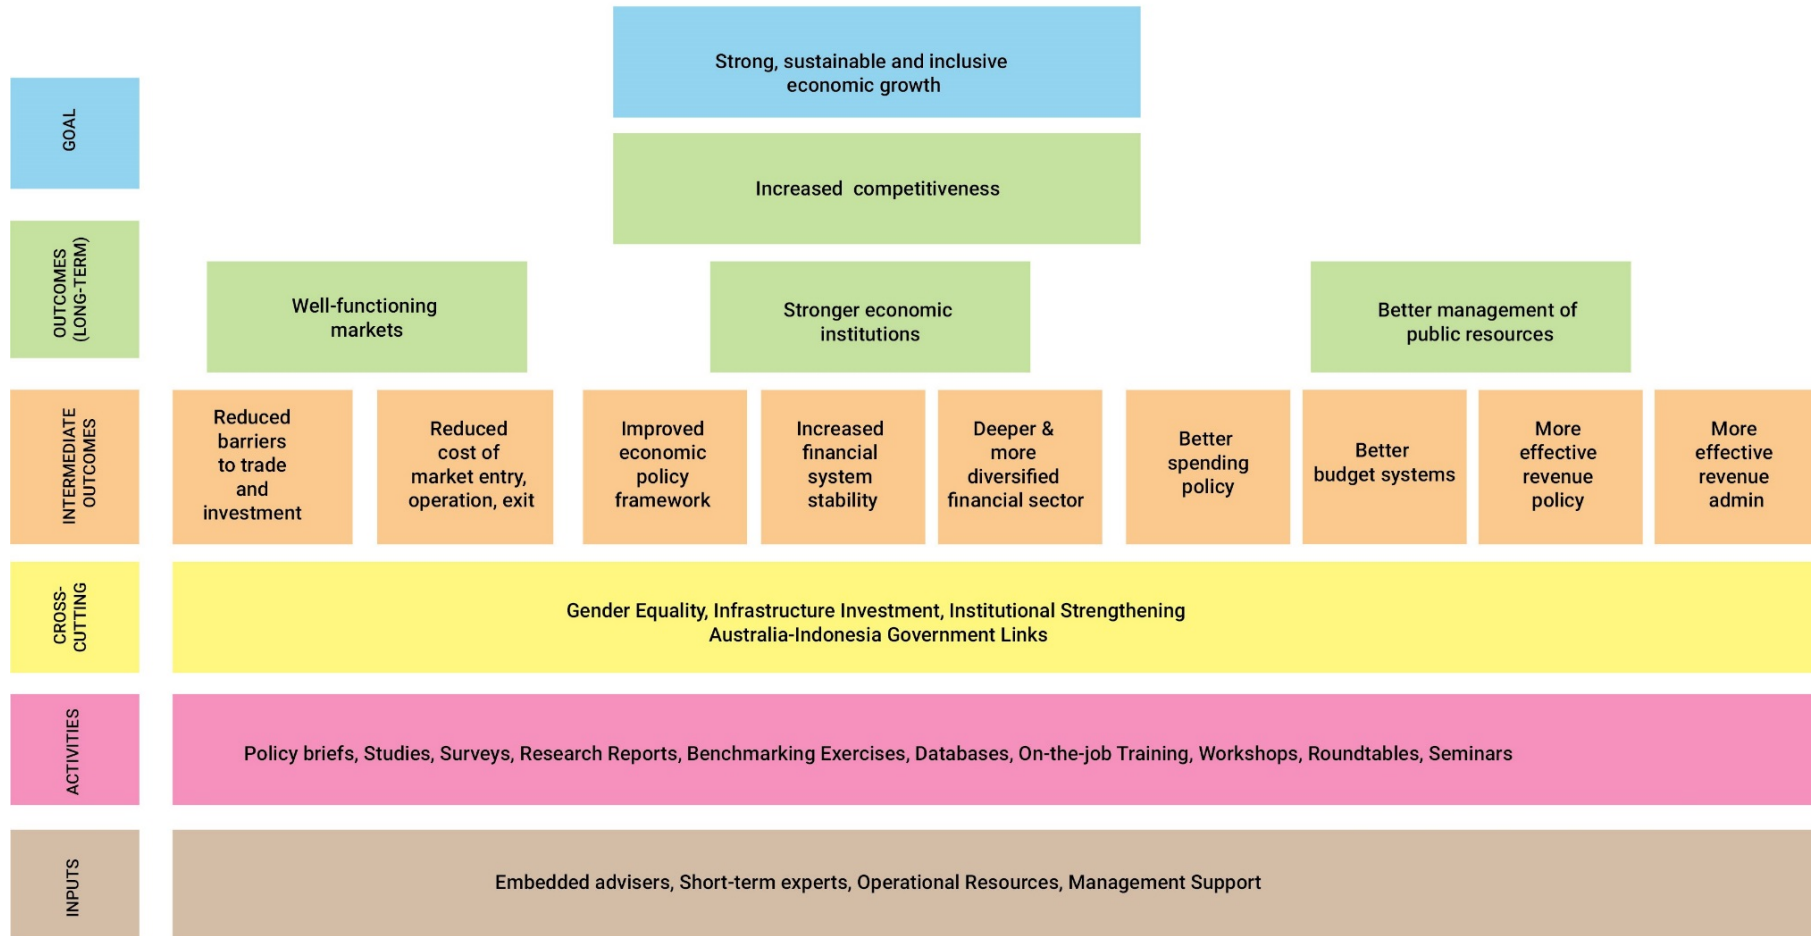 GOAL
Strong, sustainable and inclusive
economic growth
Increased competitiveness
OUTCOMES
(LONG-TERM)
Well-functioning
markets
Stronger economic
institutions
Better management of
public resources
INTERMEDIATE
OUTCOMES
Reduced
barriers
to trade
and
investment
Reduced
cost of
market entry,
operation, exit
Improved
economic
policy
framework
Increased
financial
system
stability
Deeper &
more
diversified
financial sector
Better
spending
policy
Better
budget systems
More
effective
revenue
policy
More
effective
revenue
admin
CROSS-
CUTTING
Gender Equality, Infrastructure Investment, Institutional Strengthening
Australia-Indonesia Government Links
ACTIVITIES
Policy briefs, Studies, Surveys, Research Reports, Benchmarking Exercises, Databases, On-the-job Training, Workshops, Roundtables, Seminars
INPUTS
Embedded advisers, Short-term experts, Operational Resources, Management Support